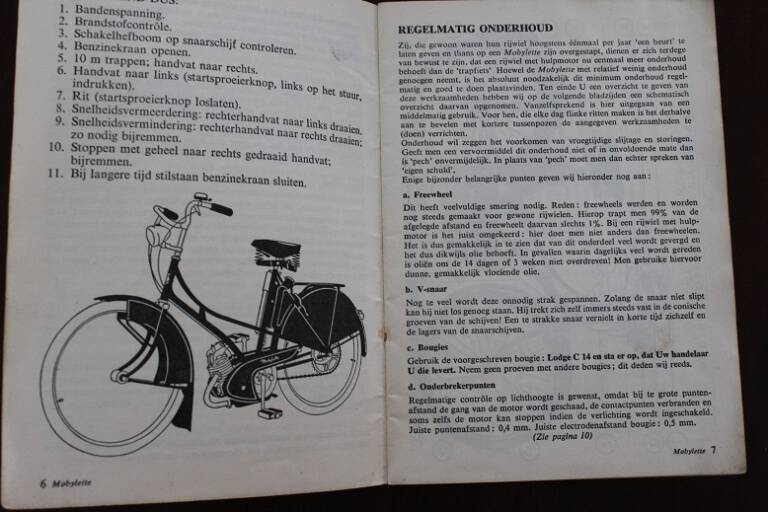 DUS:
1. Bandenspanning.
2. Brandstofcontrôle.
3. Schakelhefboom op snaarschijf controleren.
4. Benzinekraan openen.
5. 10 m trappen; handvat naar rechts.
6. Handvat naar links (startsproeierknop, links op het stuur,
indrukken).
7. Rit (startsproeierknop loslaten).
8. Snelheidsvermeerdering: rechterhandvat naar links draaien.
9. Snelheidsvermindering: rechterhandvat naar rechts draaien;
zo nodig bijremmen.
10. Stoppen met geheel naar rechts gedraaid handvat;
bijremmen.
11. Bij langere tijd stilstaan benzinekraan sluiten.
6 Mobylette
REGELMATIG ONDERHOUD
Zij, die gewoon waren hun rijwiel hoogstens éénmaal per jaar 'een beurt' te
laten geven en thans op een Mobylette zijn overgestapt, dienen er zich terdege
van bewust te zijn, dat een rijwiel met hulpmotor nu eenmaal meer onderhoud
behoeft dan de 'trapfiets' Hoewel de Mobylette met relatief weinig onderhoud
genoegen neemt, is het absoluut noodzakelijk dit minimum onderhoud regel-
matig en goed te doen plaatsvinden. Ten einde U een overzicht te geven van
deze werkzaamheden hebben wij op de volgende bladzijden een schematisch
overzicht daarvan opgenomen. Vanzelfsprekend is hier uitgegaan van een
middelmatig gebruik. Voor hen, die elke dag flinke ritten maken is het derhalve
aan te bevelen met kortere tussenpozen de aangegeven werkzaamheden te
(doen) verrichten.
Onderhoud wil zeggen het voorkomen van vroegtijdige slijtage en storingen.
Geeft men een vervoermiddel dit onderhoud niet of in onvoldoende mate dan
is 'pech' onvermijdelijk. In plaats van 'pech' moet men dan echter spreken van
'eigen schuld'.
Enige bijzonder belangrijke punten geven wij hieronder nog aan :
a. Freewheel
Dit heeft veelvuldige smering nodig. Reden : freewheels werden en worden
nog steeds gemaakt voor gewone rijwielen. Hierop trapt men 99% van de
afgelegde afstand en freewheelt daarvan slechts 1%. Bij een rijwiel met hulp-
motor is het juist omgekeerd : hier doet men niet anders dan freewheelen.
Het is dus gemakkelijk in te zien dat van dit onderdeel veel wordt gevergd en
het dus dikwijls olie behoeft. In gevallen waarin dagelijks veel wordt gereden
is oliën om de 14 dagen of 3 weken niet overdreven! Men gebruike hiervoor
dunne, gemakkelijk vloeiende olie.
b. V-snaar
Nog te veel wordt deze onnodig strak gespannen. Zolang de snaar niet slipt
kan hij niet los genoeg staan. Hij trekt zich zelf immers steeds vast in de conische
groeven van de schijven! Een te strakke snaar vernielt in korte tijd zichzelf en
de lagers van de snaarschijven.
c. Bougies
Gebruik de voorgeschreven bougie : Lodge C 14 en sta er op, dat Uw handelaar
U die levert. Neem geen proeven met andere bougies ; dit deden wij reeds.
d. Onderbrekerpunten
Regelmatige contrôle op lichthoogte is gewenst, omdat bij te grote punten-
afstand de gang van de motor wordt geschaad, de contactpunten verbranden en
soms zelfs de motor kan stoppen indien de verlichting wordt ingeschakeld.
Juiste puntenafstand : 0,4 mm. Juiste electrodenafstand bougie : 0,5 mm.
(Zie pagina 10)
Mobylette 7